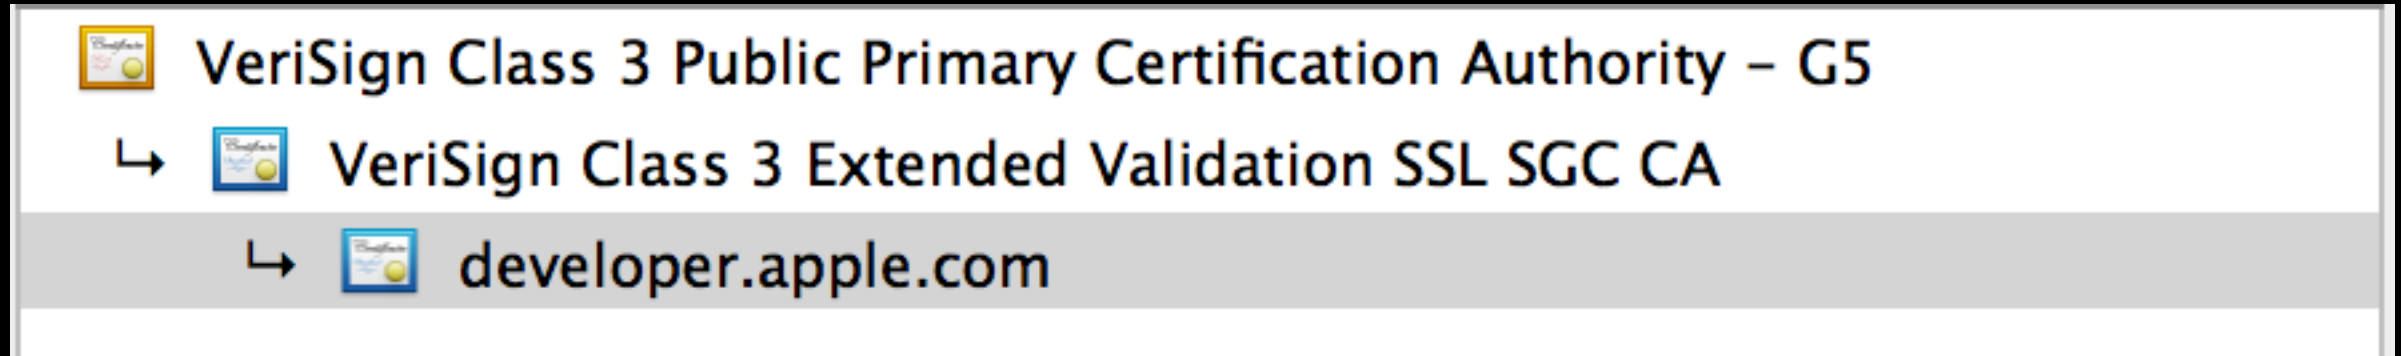 VeriSign Class 3 Public Primary Certification Authority – G5
VeriSign Class 3 Extended Validation SSL SGC CA
developer.apple.com